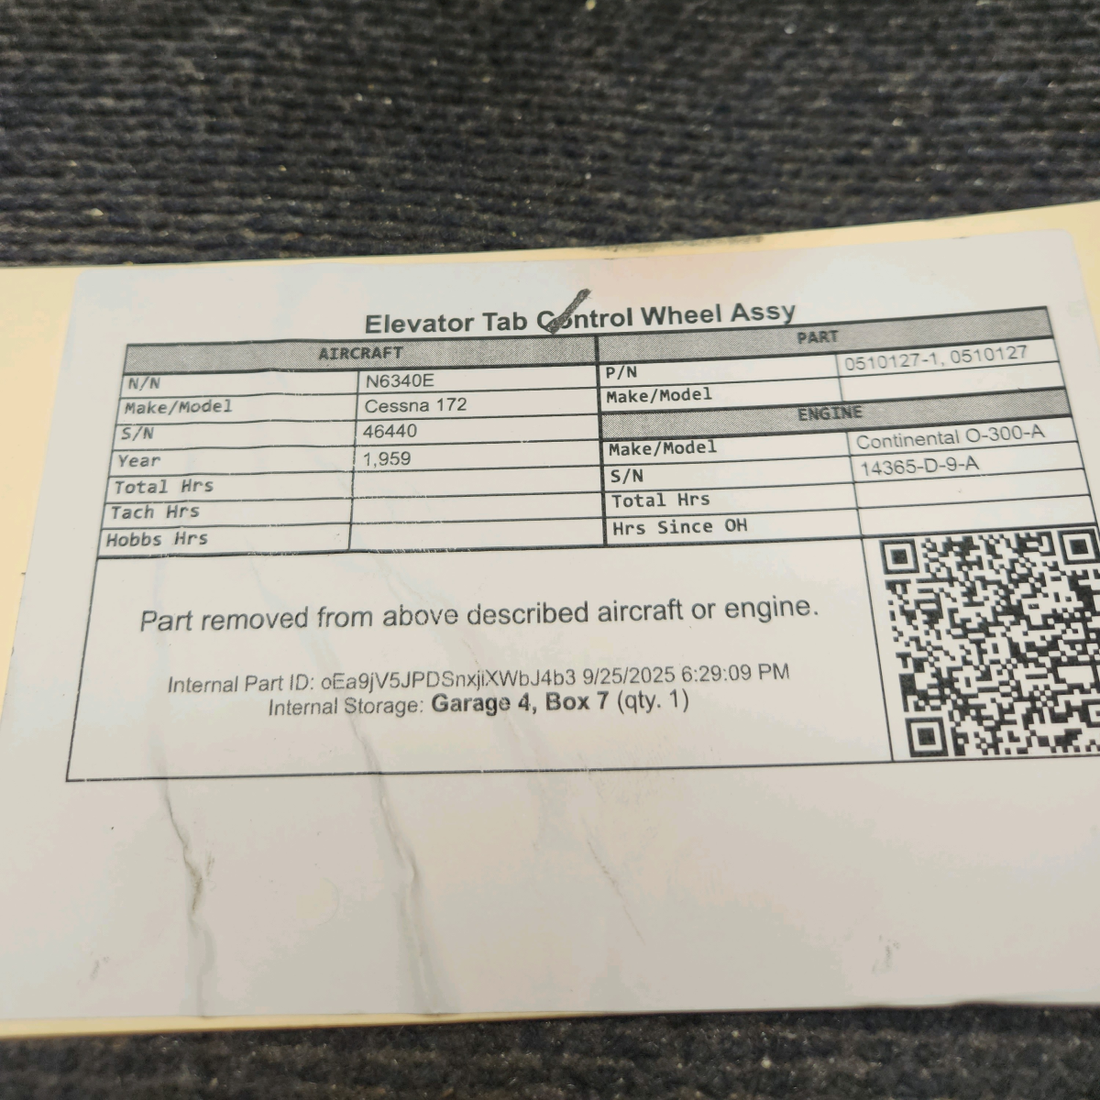 Elevator Tab Control Wheel Assy
AIRCRAFT
N/N N6340E
Make/Model Cessna 172
S/N 46440
Year 1,959
Total Hrs
Tach Hrs
Hobbs Hrs
PART
P/N 0510127-1, 0510127
Make/Model
ENGINE
Make/Model Continental O-300-A
S/N 14365-D-9-A
Total Hrs
Hrs Since OH
Part removed from above described aircraft or engine.
Internal Part ID: oEa9jV5JPDSnxjlXWbJ4b3 9/25/2025 6:29:09 PM
Internal Storage: Garage 4, Box 7 (qty. 1)